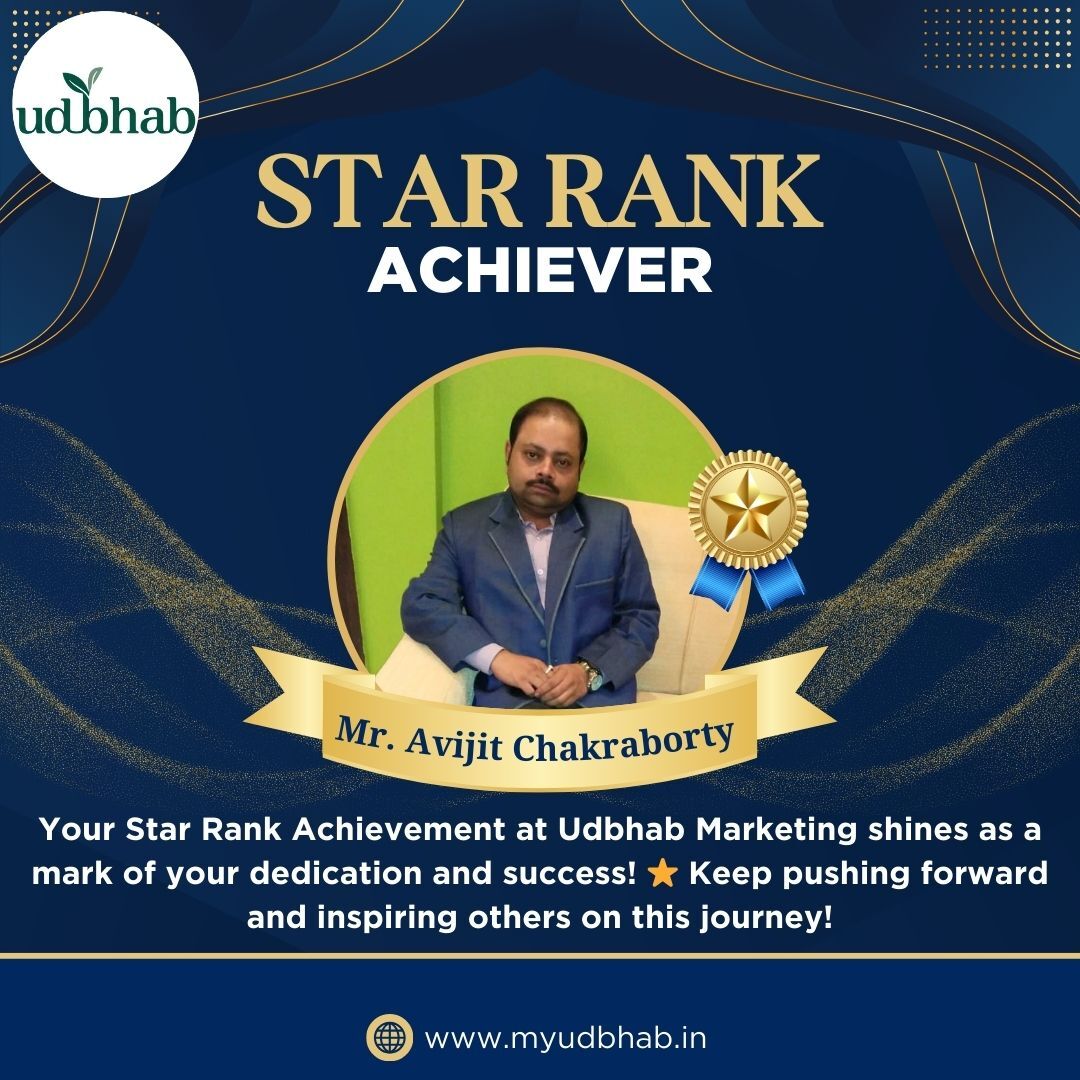 udbhab
STAR RANK
ACHIEVER
Mr. Avijit Chakraborty
Your Star Rank Achievement at Udbhab Marketing shines as a
mark of your dedication and success! ⭐ Keep pushing forward
and inspiring others on this journey!
www.myudbhab.in